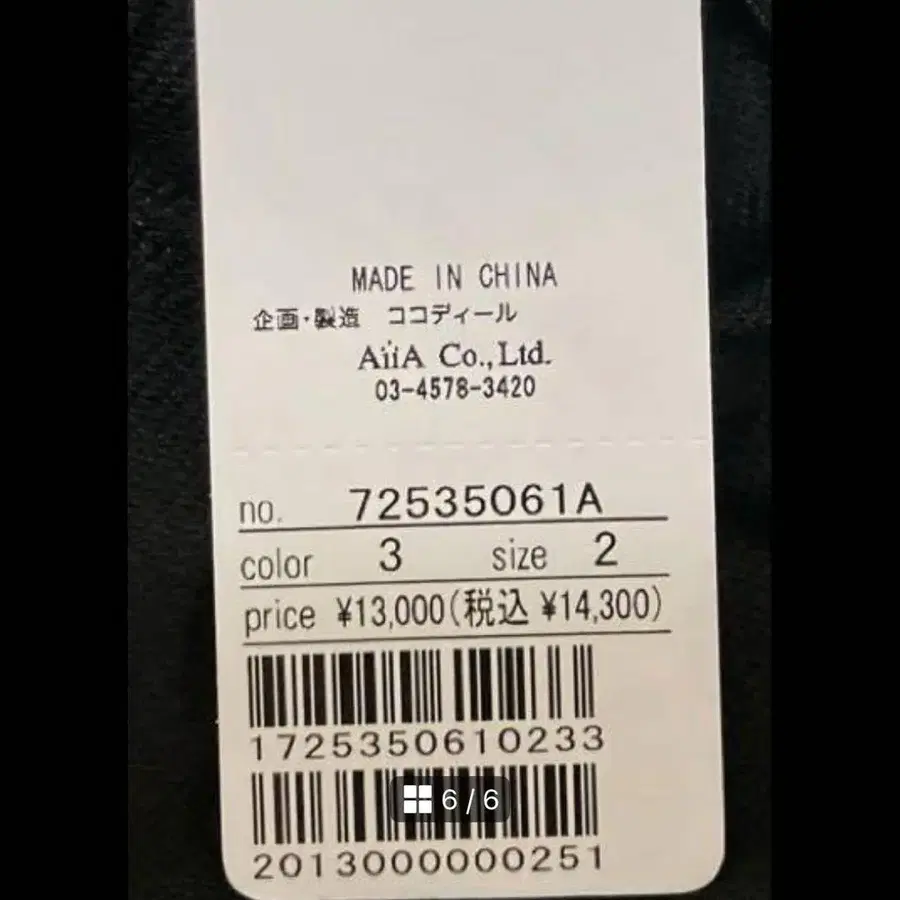 MADE IN CHINA
企画・製造 ココディール
AiiA Co.,Ltd.
03-4578-3420
no. 72535061A
color 3 size 2
price ¥13,000(税込 ¥14,300)
1725350610233
6/6
2013000000251